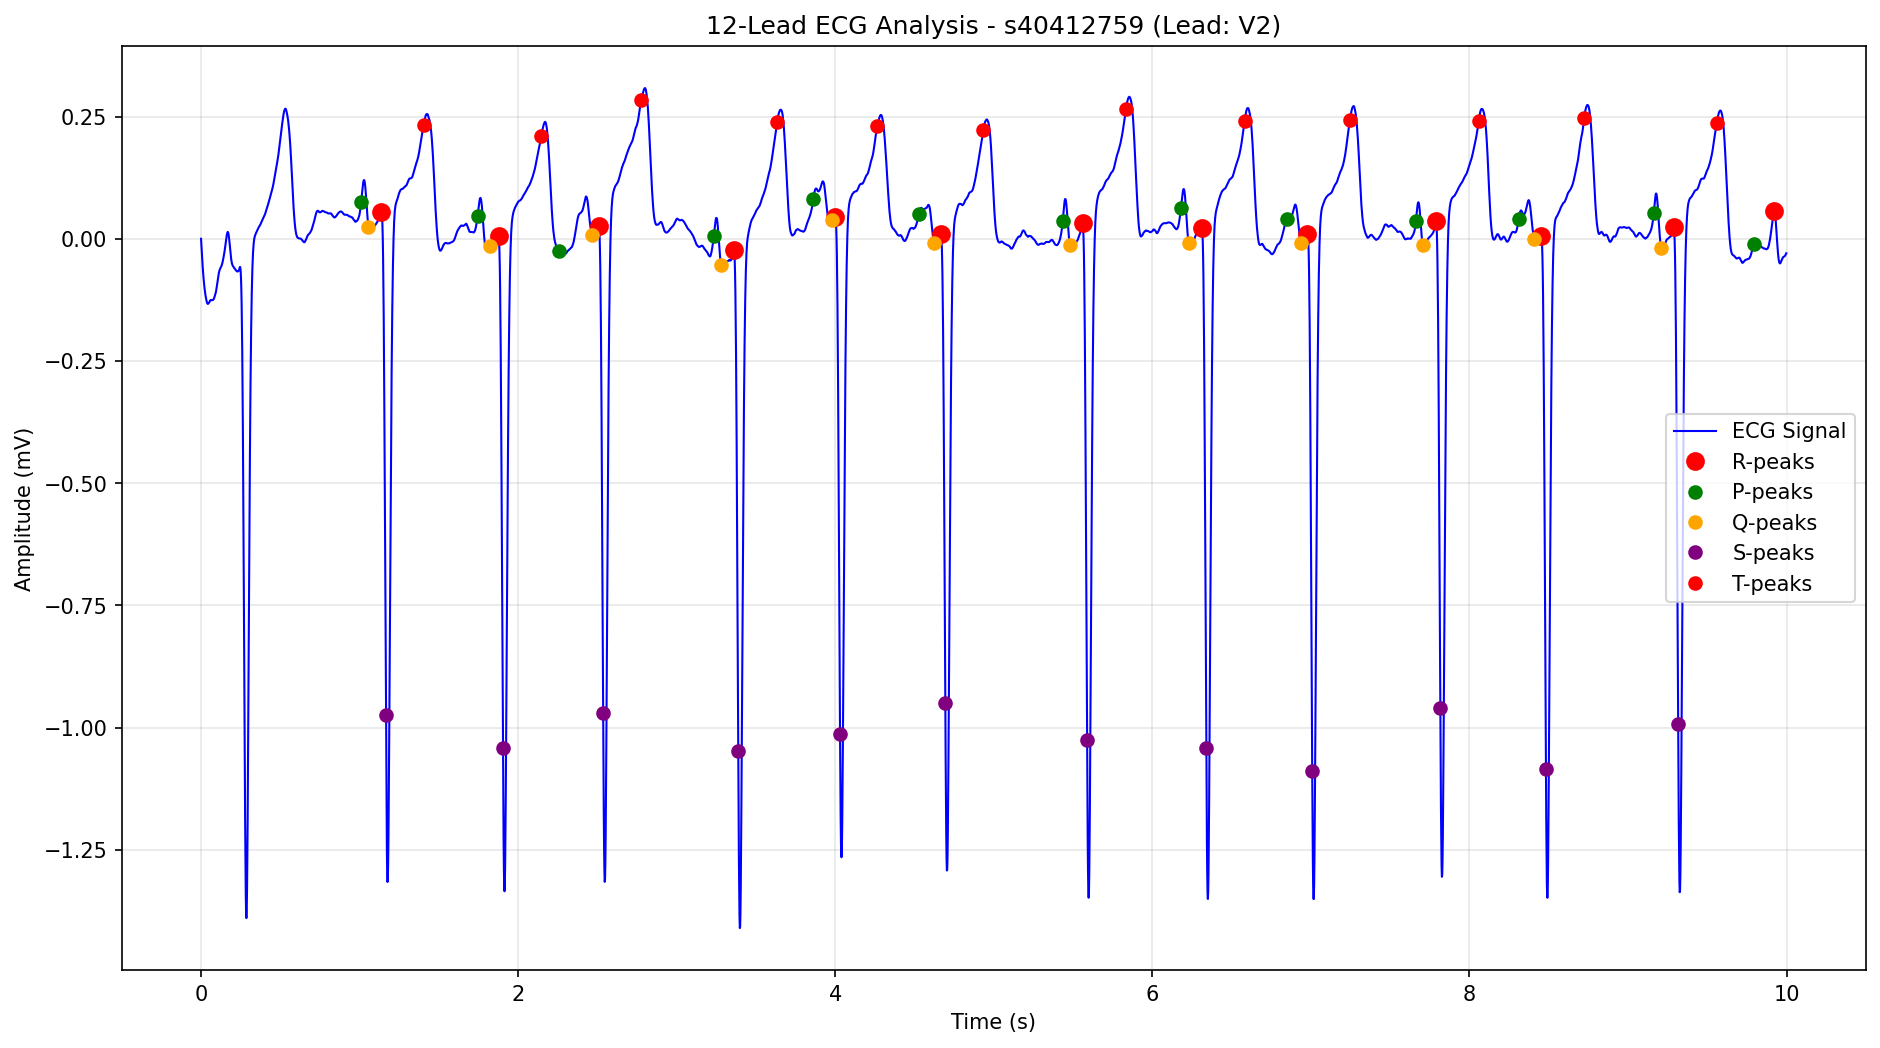 12-Lead ECG Analysis - s40412759 (Lead: V2)
Amplitude (mV)
0.25
0.00
−0.25
−0.50
−0.75
−1.00
−1.25
ECG Signal
R-peaks
P-peaks
Q-peaks
S-peaks
T-peaks
0 2 4 6 8 10
Time (s)